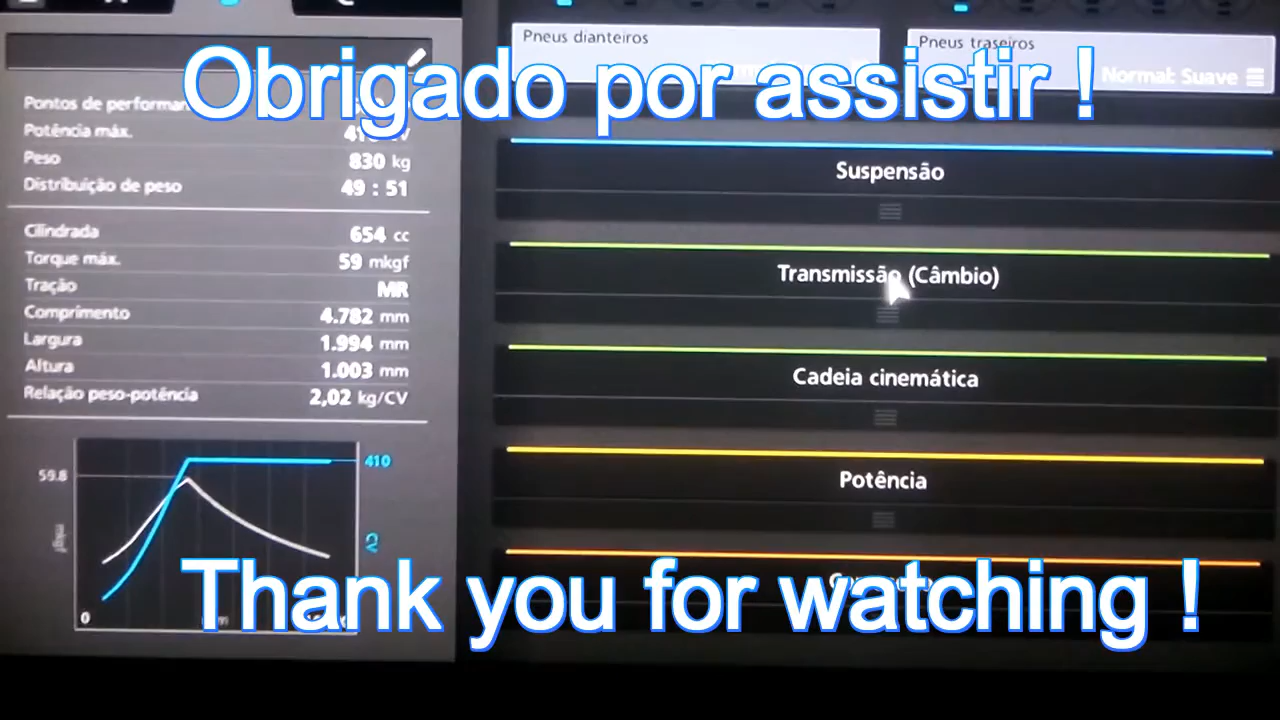 Obrigado por assistir !
Pneus dianteiros
Pneus traseiros
Normal: Suave
Pontos de
Potência máx.
Peso 830 kg
Distribuição de peso 49 : 51
Cilindrada 654 cc
Torque máx. 59 mkgf
Tração MR
Comprimento 4.782 mm
Largura 1.994 mm
Altura 1.003 mm
Relação peso-potência 2,02 kg/CV
59.8
410
mkgf
0
Suspensão
Transmissão (Câmbio)
Cadeia cinemática
Potência
Thank you for watching !